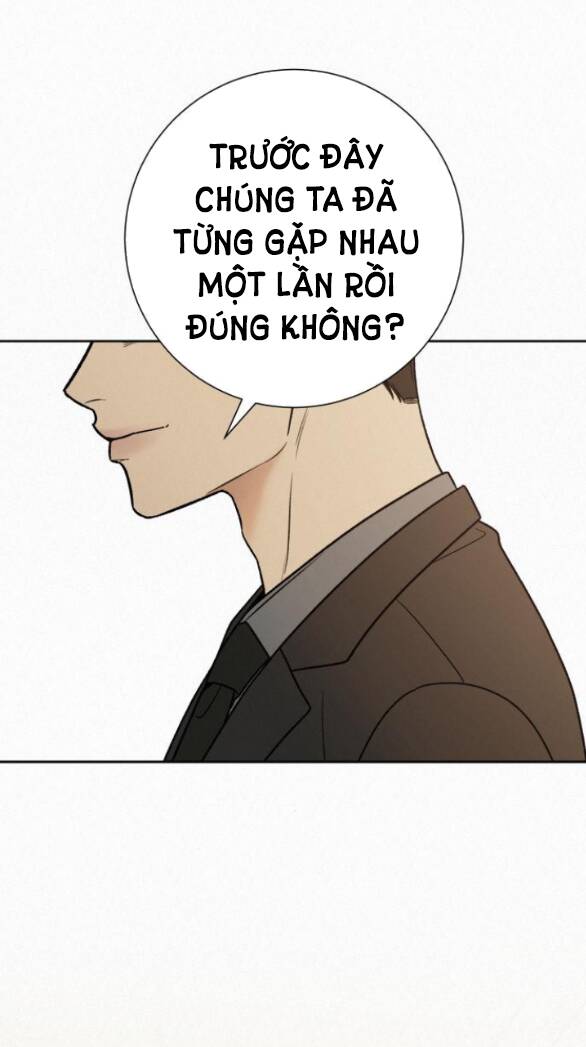 TRƯỚC ĐÂY
CHÚNG TA ĐÃ
TỪNG GẶP NHAU
MỘT LẦN RỒI
ĐÚNG KHÔNG?